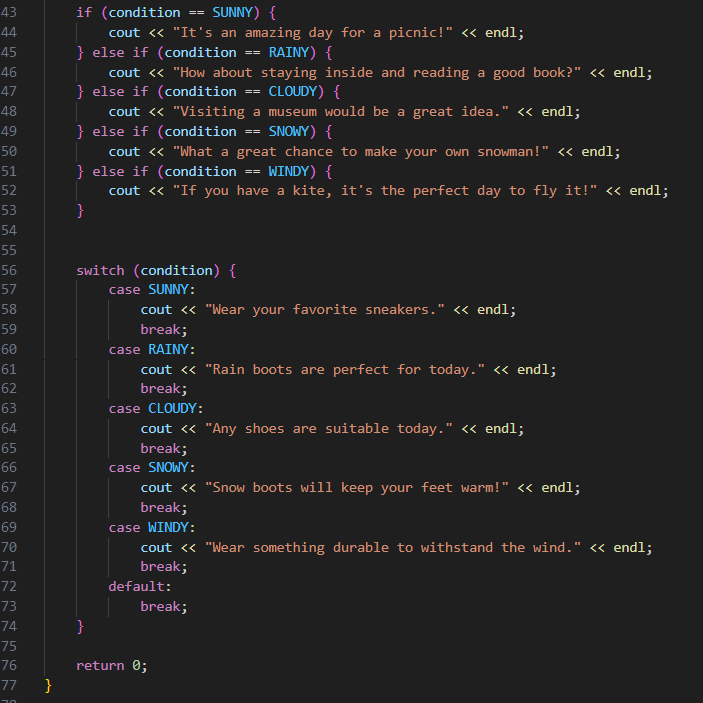 43 if (condition == SUNNY) {
44 cout << "It's an amazing day for a picnic!" << endl;
45 } else if (condition == RAINY) {
46 cout << "How about staying inside and reading a good book?" << endl;
47 } else if (condition == CLOUDY) {
48 cout << "Visiting a museum would be a great idea." << endl;
49 } else if (condition == SNOWY) {
50 cout << "What a great chance to make your own snowman!" << endl;
51 } else if (condition == WINDY) {
52 cout << "If you have a kite, it's the perfect day to fly it!" << endl;
53 }
54
55
56 switch (condition) {
57 case SUNNY:
58 cout << "Wear your favorite sneakers." << endl;
59 break;
60 case RAINY:
61 cout << "Rain boots are perfect for today." << endl;
62 break;
63 case CLOUDY:
64 cout << "Any shoes are suitable today." << endl;
65 break;
66 case SNOWY:
67 cout << "Snow boots will keep your feet warm!" << endl;
68 break;
69 case WINDY:
70 cout << "Wear something durable to withstand the wind." << endl;
71 break;
72 default:
73 break;
74 }
75
76 return 0;
77 }